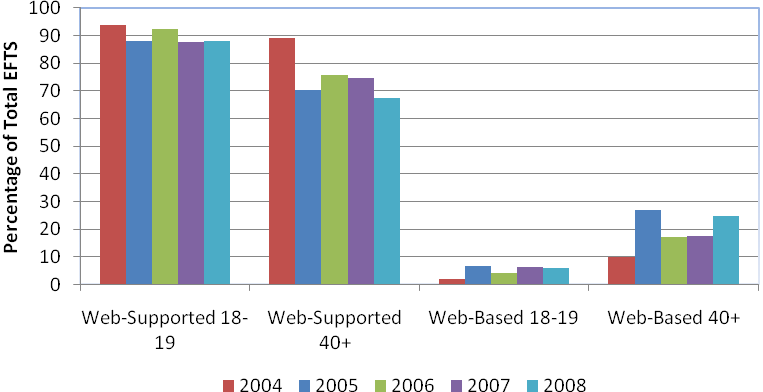 100
90
80
70
60
50
40
30
20
10
0
Percentage of Total EFTS
Web-Supported 18-
19
Web-Supported
40+
Web-Based 18-19
Web-Based 40+
2004 2005 2006 2007 2008